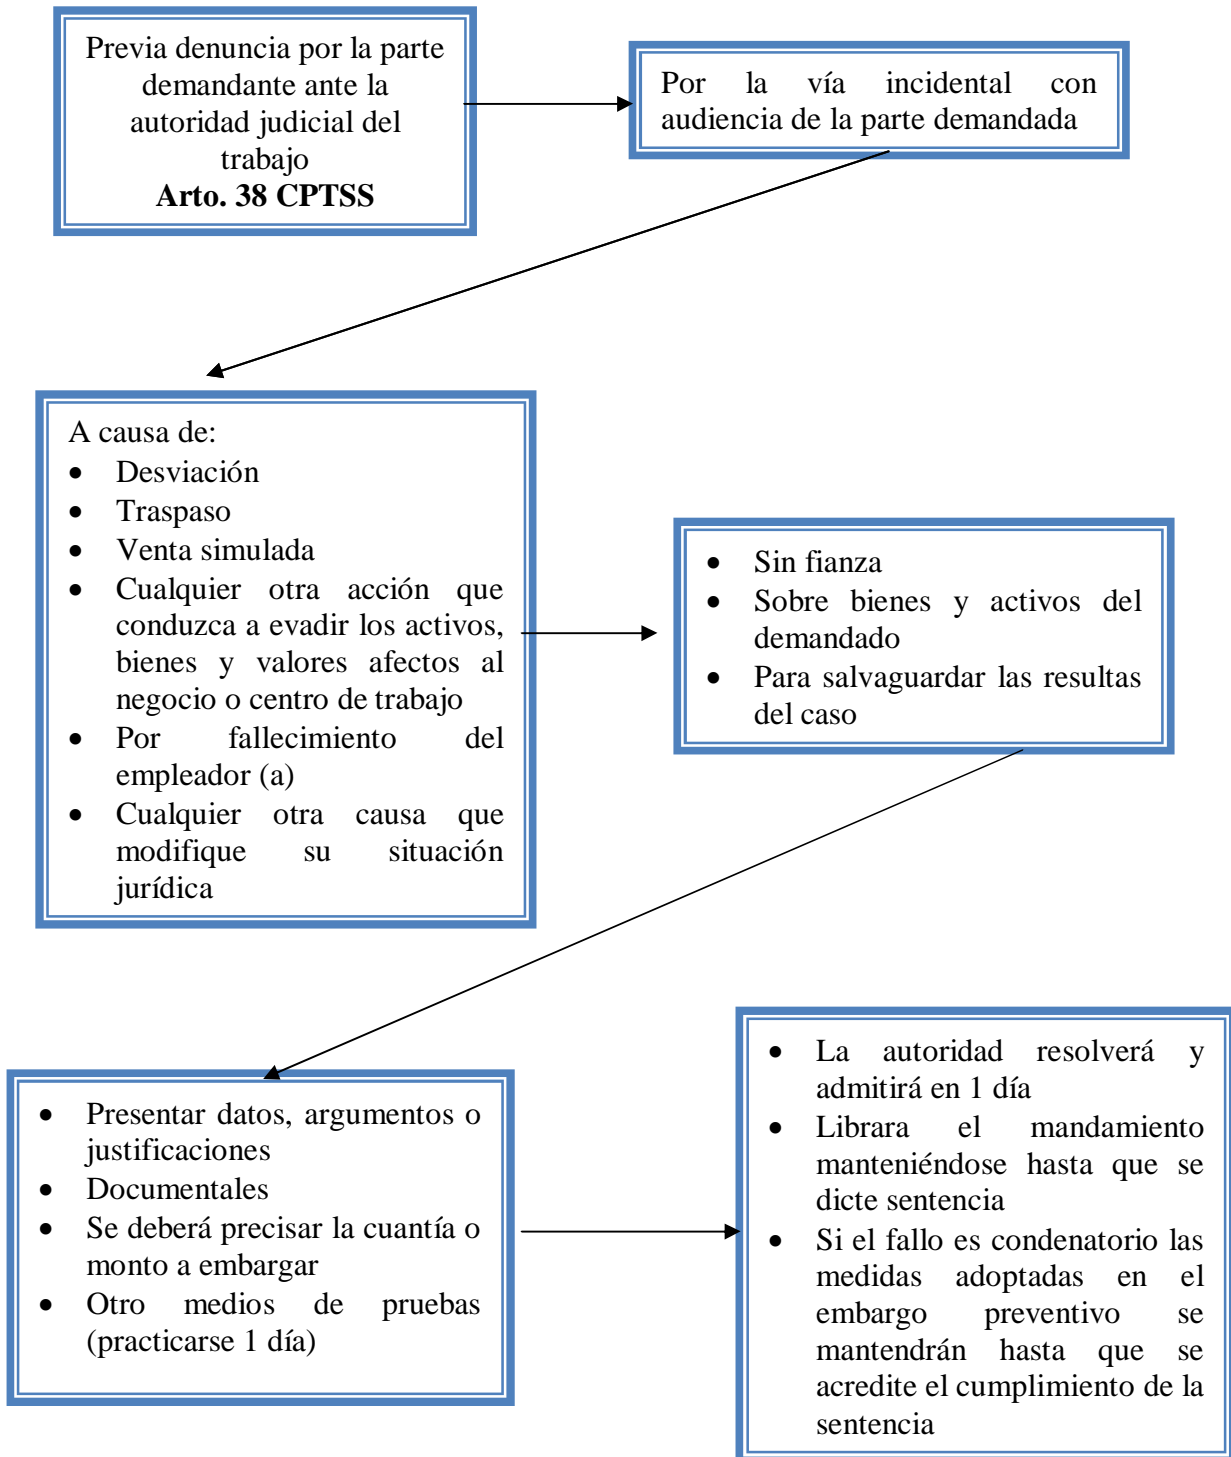 Previa denuncia por la parte
demandante ante la
autoridad judicial del
trabajo
Arto. 38 CPTSS
Por la vía incidental con
audiencia de la parte demandada
A causa de:
• Desviación
• Traspaso
• Venta simulada
• Cualquier otra acción que
conduzca a evadir los activos,
bienes y valores afectos al
negocio o centro de trabajo
• Por fallecimiento del
empleador (a)
• Cualquier otra causa que
modifique su situación
jurídica
• Sin fianza
• Sobre bienes y activos del
demandado
• Para salvaguardar las resultas
del caso
• Presentar datos, argumentos o
justificaciones
• Documentales
• Se deberá precisar la cuantía o
monto a embargar
• Otro medios de pruebas
(practicarse 1 día)
• La autoridad resolverá y
admitirá en 1 día
• Librara el mandamiento
manteniéndose hasta que se
dicte sentencia
• Si el fallo es condenatorio las
medidas adoptadas en el
embargo preventivo se
mantendrán hasta que se
acredite el cumplimiento de la
sentencia